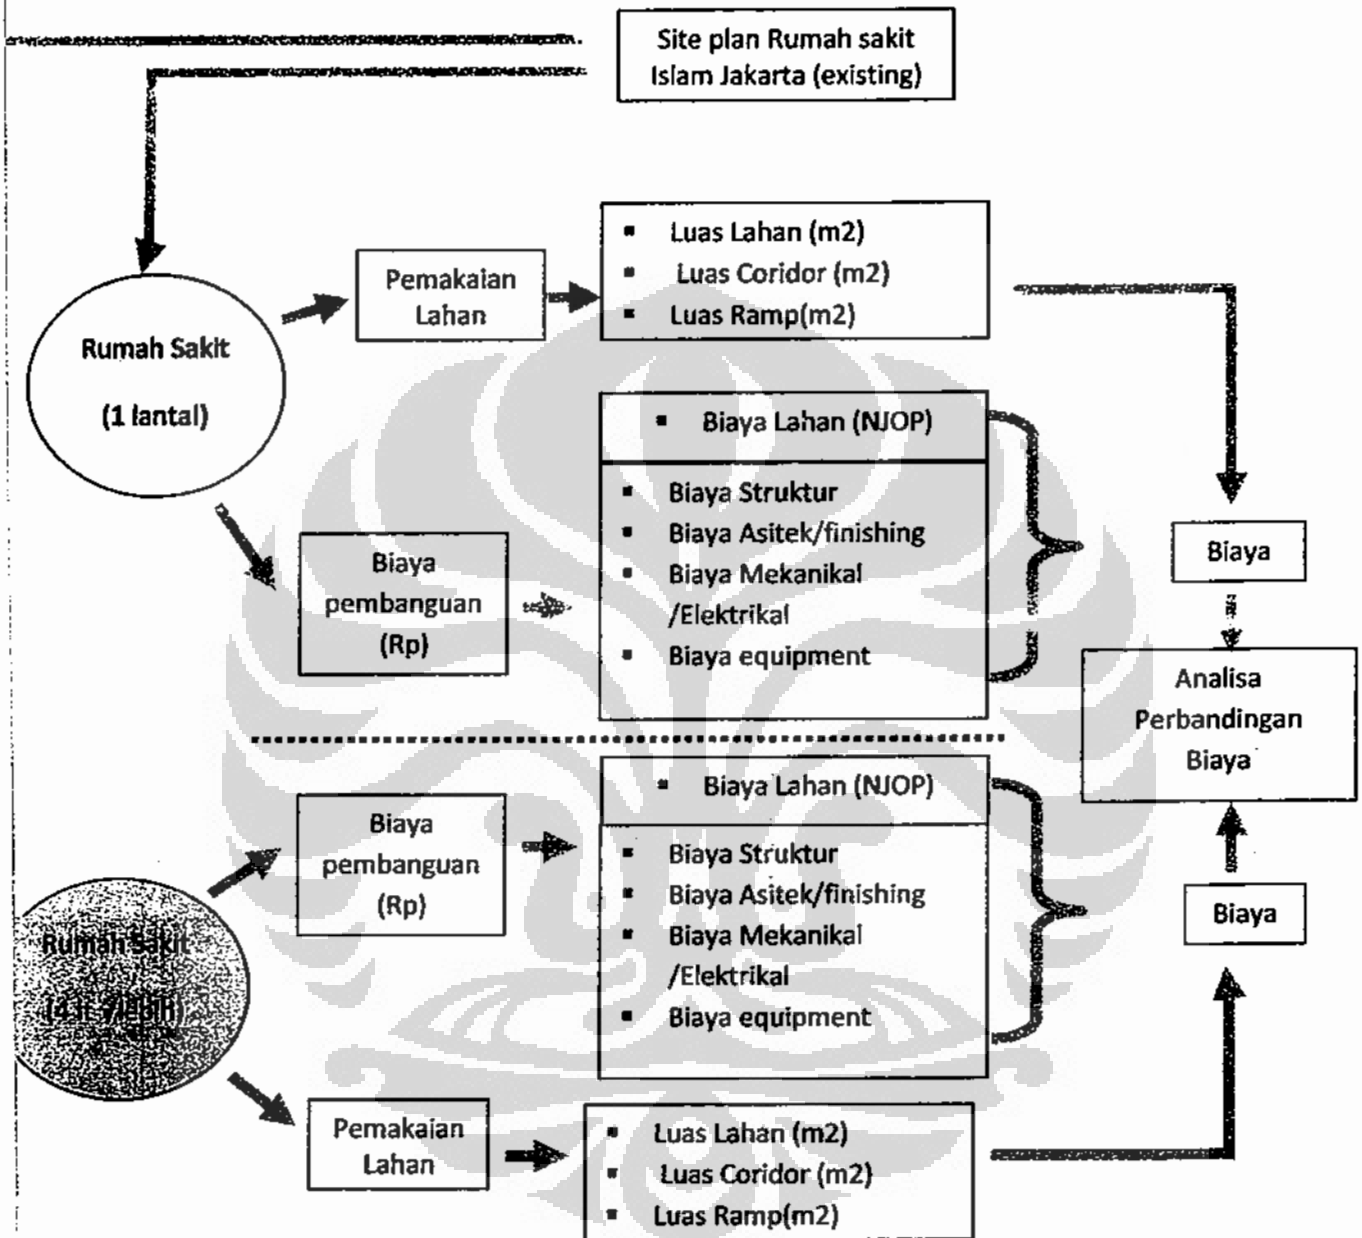 Site plan Rumah sakit
Islam Jakarta (existing)
▪ Luas Lahan (m2)
▪ Luas Coridor (m2)
▪ Luas Ramp(m2)
Pemakaian
Lahan
Rumah Sakit
(1 lantai)
▪ Biaya Lahan (NJOP)
▪ Biaya Struktur
▪ Biaya Asitek/finishing
▪ Biaya Mekanikal
/Elektrikal
▪ Biaya equipment
Biaya
pembanguan
(Rp)
Biaya
Analisa
Perbandingan
Biaya
▪ Biaya Lahan (NJOP)
▪ Biaya Struktur
▪ Biaya Asitek/finishing
▪ Biaya Mekanikal
/Elektrikal
▪ Biaya equipment
Biaya
pembanguan
(Rp)
Biaya
Rumah Sakit
Pemakaian
Lahan
▪ Luas Lahan (m2)
▪ Luas Coridor (m2)
▪ Luas Ramp(m2)